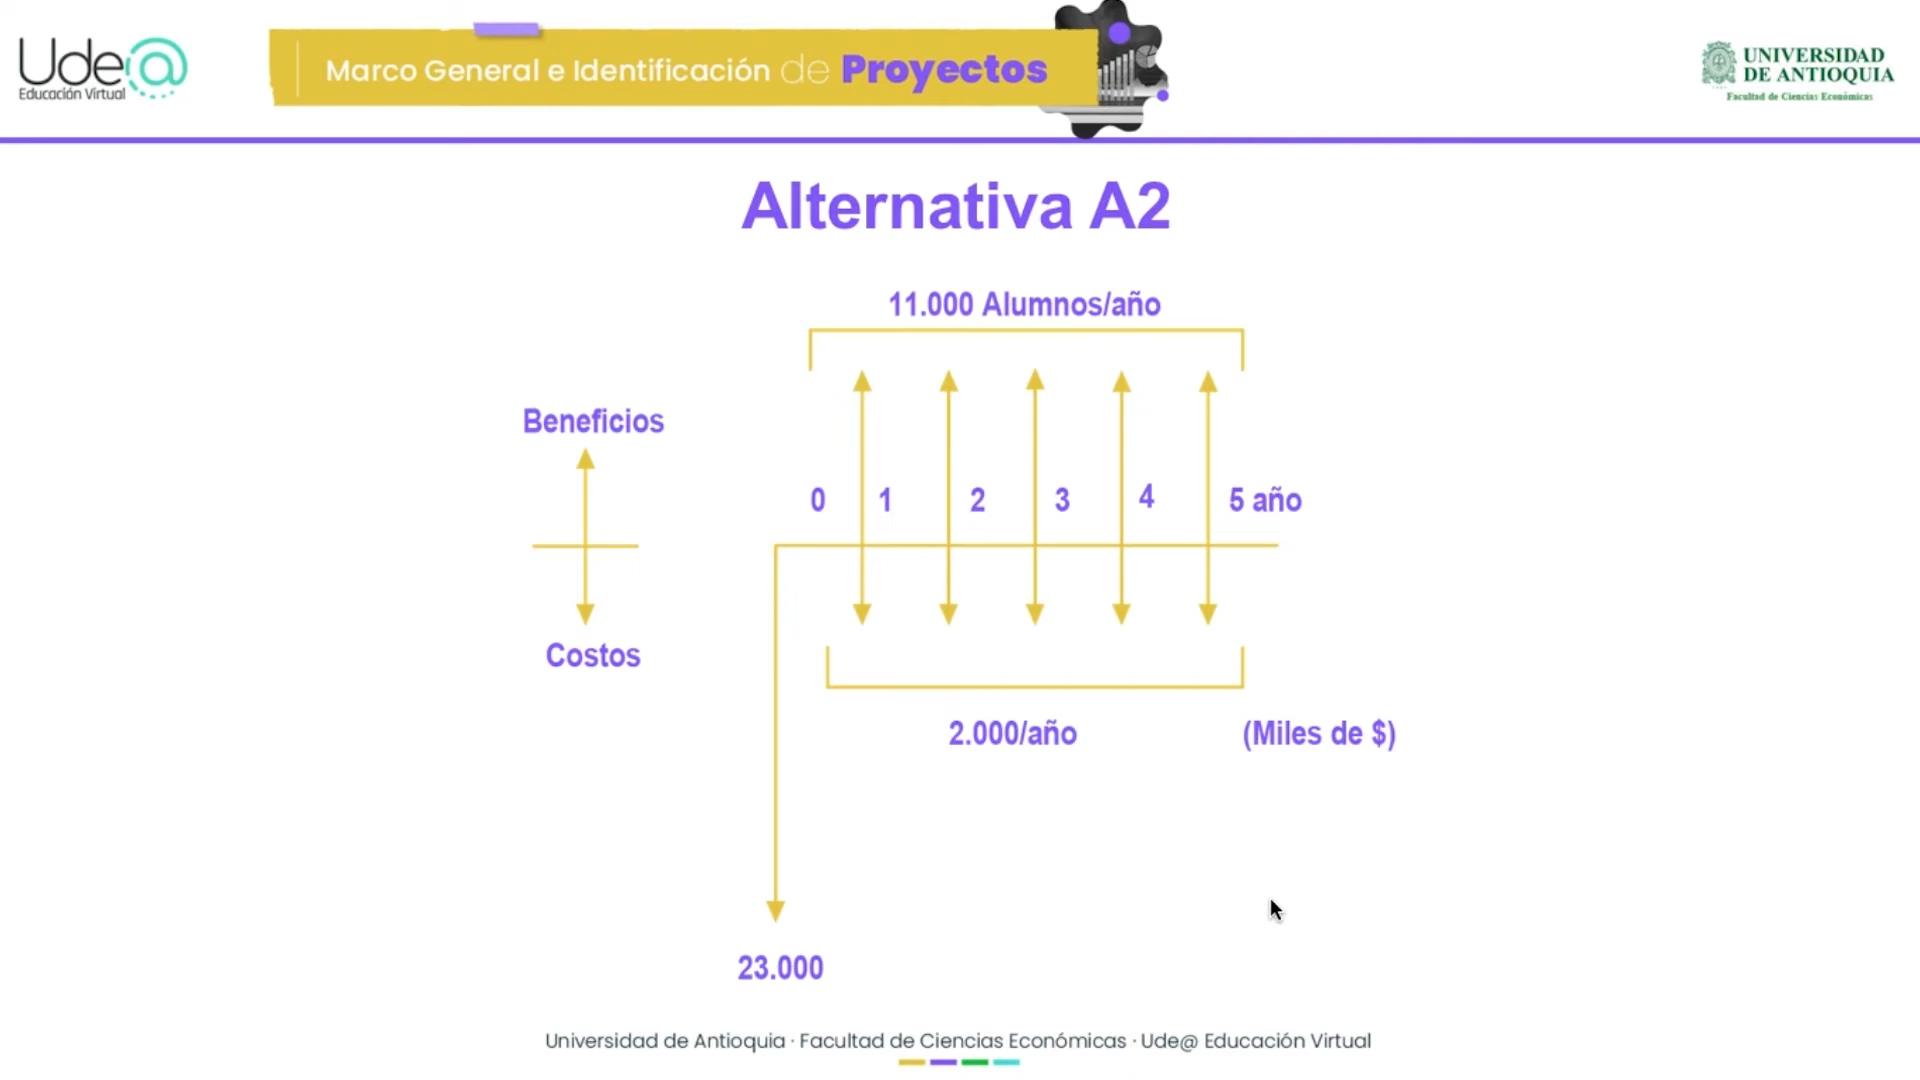 Ude@
Educación Virtual
Marco General e Identificación de Proyectos
UNIVERSIDAD
DE ANTIOQUIA
Facultad de Ciencias Económicas
Alternativa A2
11.000 Alumnos/año
Beneficios
0 1 2 3 4 5 año
Costos
2.000/año (Miles de $)
23.000
Universidad de Antioquia · Facultad de Ciencias Económicas · Ude@ Educación Virtual